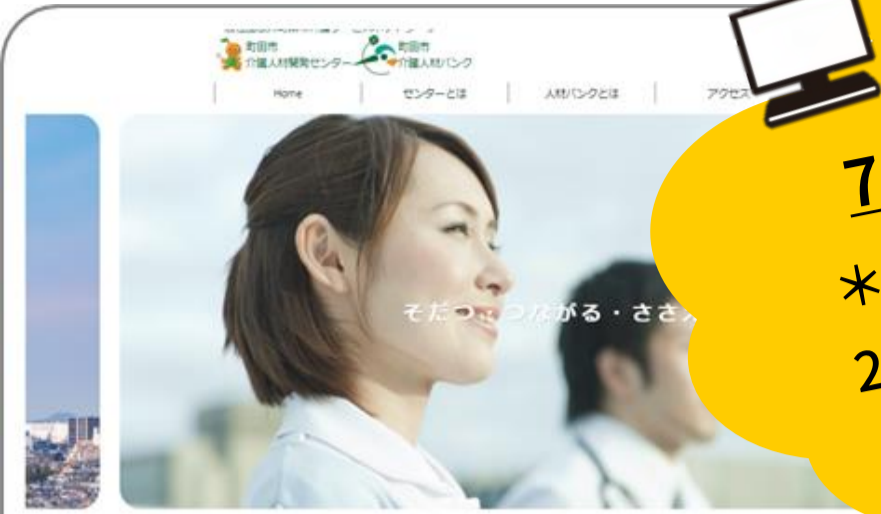 町田市
介護人材開発センター
町田市
介護人材バンク
Home
センターとは
人材バンクとは
アクセス
そだつ・つながる・ささ
7
*
2